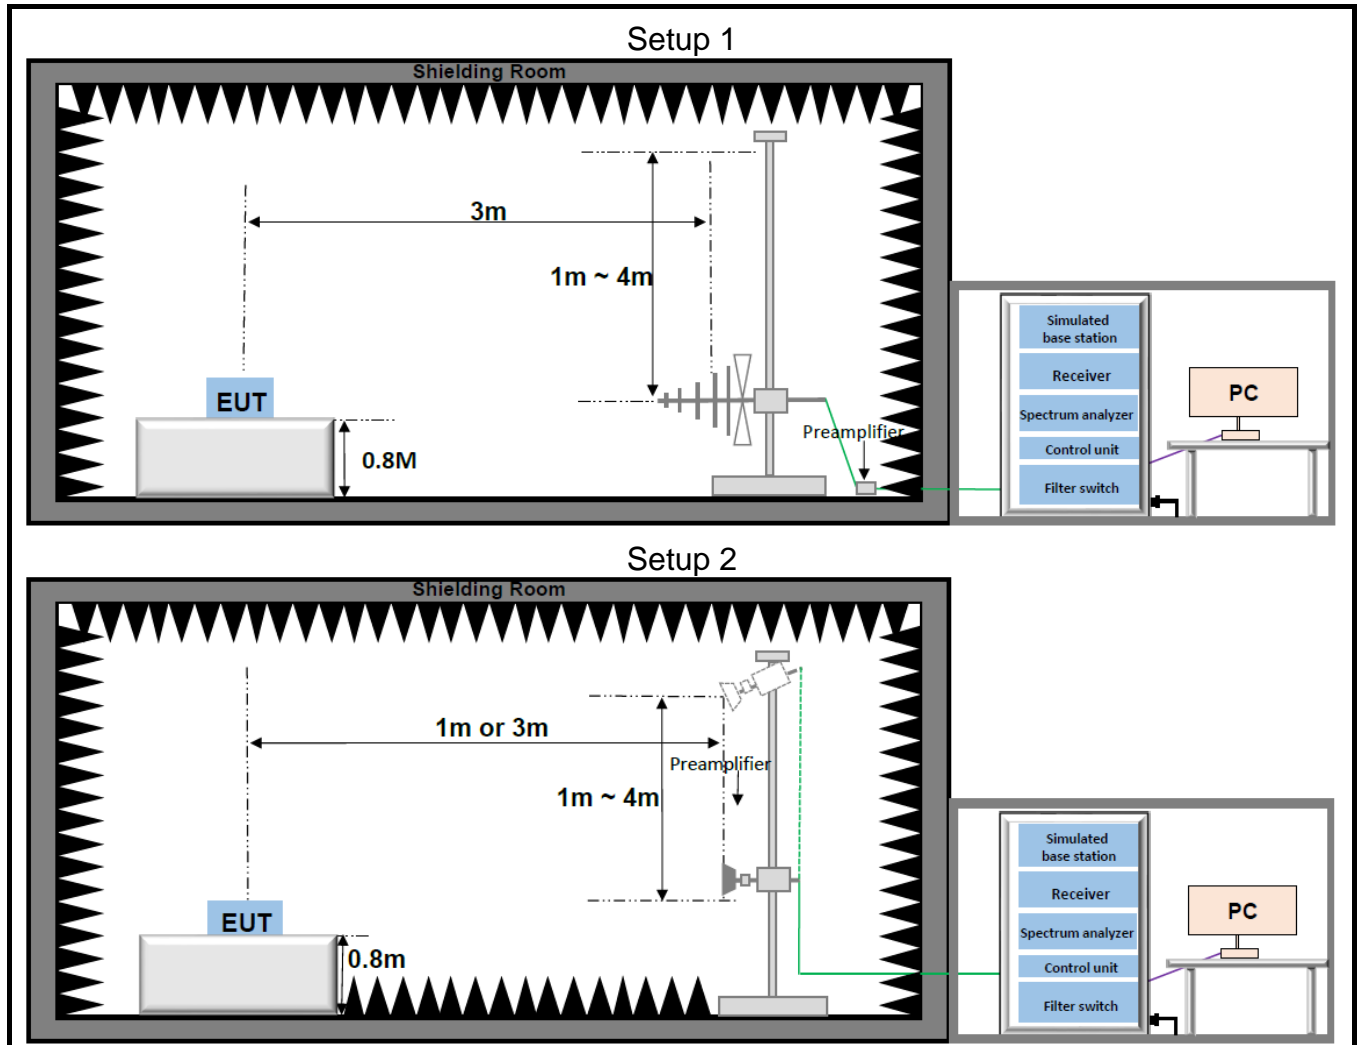 Setup 1
Shielding Room
3m
1m ~ 4m
EUT
0.8M
Preamplifier
Simulated
base station
Receiver
Spectrum analyzer
Control unit
Filter switch
PC
Setup 2
Shielding Room
1m or 3m
Preamplifier
1m ~ 4m
EUT
0.8m
Simulated
base station
Receiver
Spectrum analyzer
Control unit
Filter switch
PC